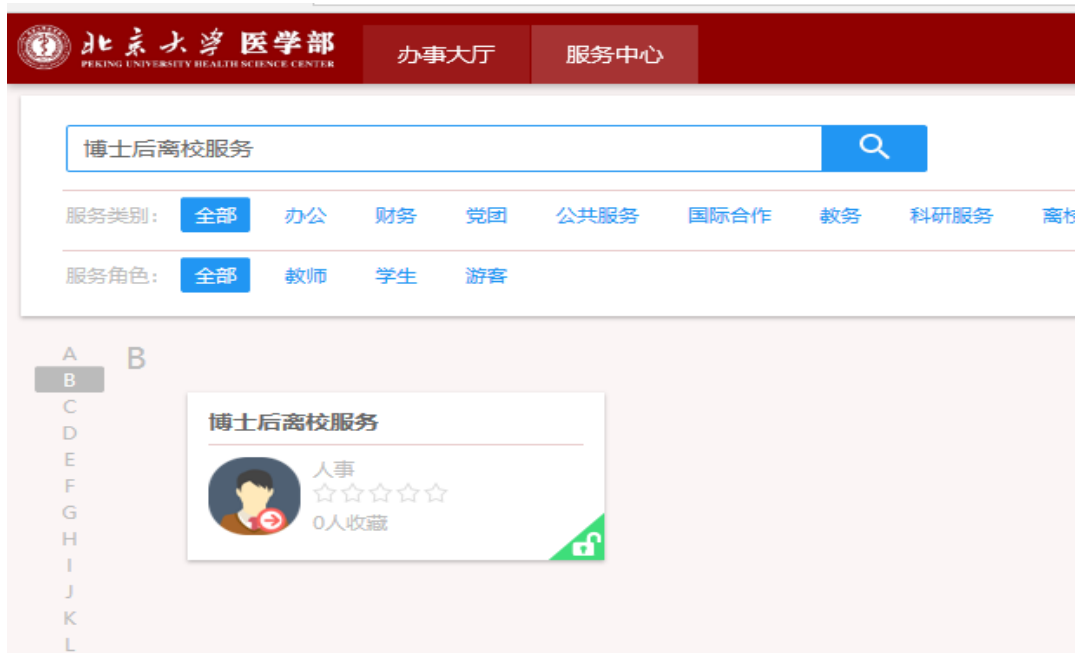 北京大学医学部 办事大厅 服务中心
PEKING UNIVERSITY HEALTH SCIENCE CENTER
博士后离校服务
服务类别: 全部 办公 财务 党团 公共服务 国际合作 教务 科研服务 离
服务角色: 全部 教师 学生 游客
A
B
B
C
D
E
F
G
H
I
J
K
L
博士后离校服务
人事
0人收藏